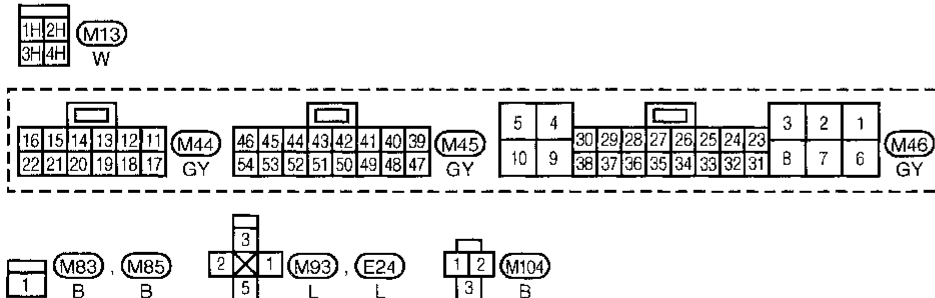 1H 2H M13
3H 4H W
5 4 3 2 1
16 15 14 13 12 11 M44 46 45 44 43 42 41 40 39 M45 30 29 28 27 26 25 24 23 M46
22 21 20 19 18 17 GY 54 53 52 51 50 49 48 47 GY 10 9 38 37 36 35 34 33 32 31 8 7 6 GY
3
1 M83 , M85 2 1 M93 , E24 1 2 M104
B B 5 L L 3 B